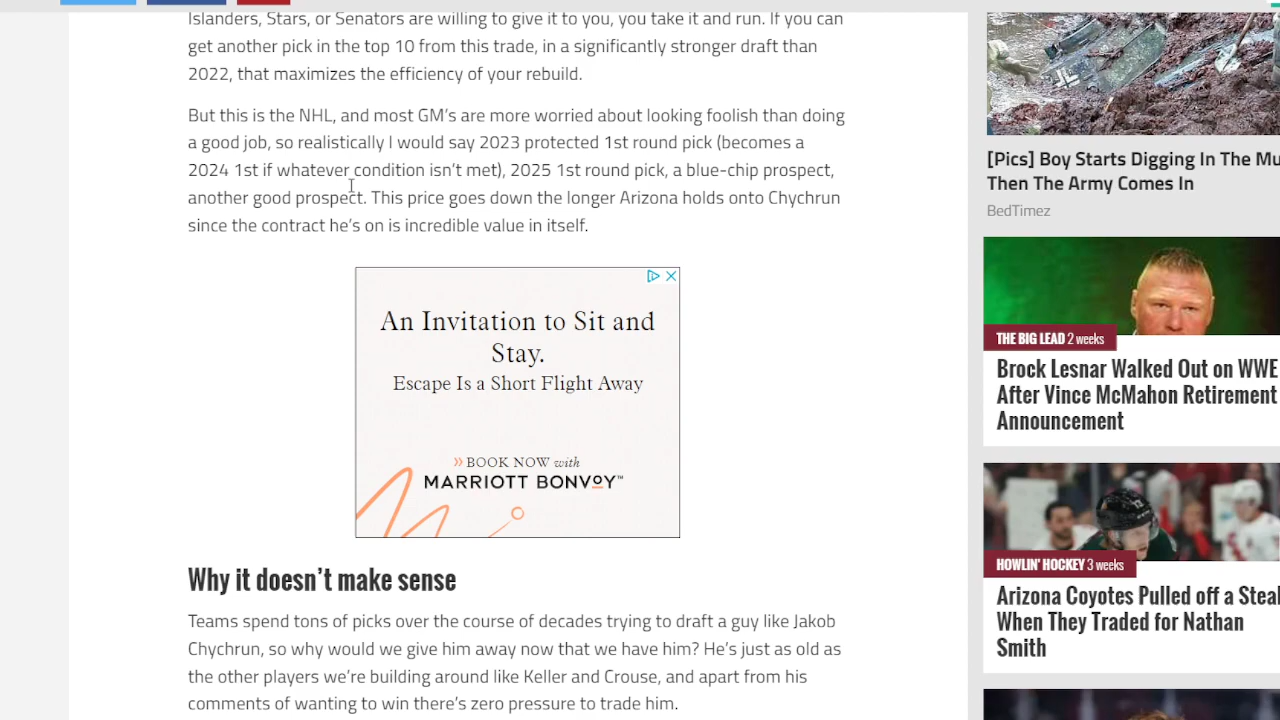 Islanders, Stars, or Senators are willing to give it to you, you take it and run. If you can
get another pick in the top 10 from this trade, in a significantly stronger draft than
2022, that maximizes the efficiency of your rebuild.
But this is the NHL, and most GM’s are more worried about looking foolish than doing
a good job, so realistically I would say 2023 protected 1st round pick (becomes a
2024 1st if whatever condition isn’t met), 2025 1st round pick, a blue-chip prospect,
another good prospect. This price goes down the longer Arizona holds onto Chychrun
since the contract he’s on is incredible value in itself.
An Invitation to Sit and
Stay.
Escape Is a Short Flight Away
» BOOK NOW with
MARRIOTT BONVOY™
Why it doesn’t make sense
Teams spend tons of picks over the course of decades trying to draft a guy like Jakob
Chychrun, so why would we give him away now that we have him? He’s just as old as
the other players we’re building around like Keller and Crouse, and apart from his
comments of wanting to win there’s zero pressure to trade him.
[Pics] Boy Starts Digging In The Mu
Then The Army Comes In
BedTimez
THE BIG LEAD 2 weeks
Brock Lesnar Walked Out on WWE
After Vince McMahon Retirement
Announcement
HOWLIN' HOCKEY 3 weeks
Arizona Coyotes Pulled off a Steal
When They Traded for Nathan
Smith